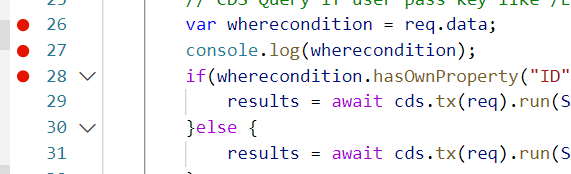 // CDS Query if user pass key like /E
26 var wherecondition = req.data;
27 console.log(wherecondition);
28 if(wherecondition.hasOwnProperty("ID"
29 results = await cds.tx(req).run(S
30 }else {
31 results = await cds.tx(req).run(S